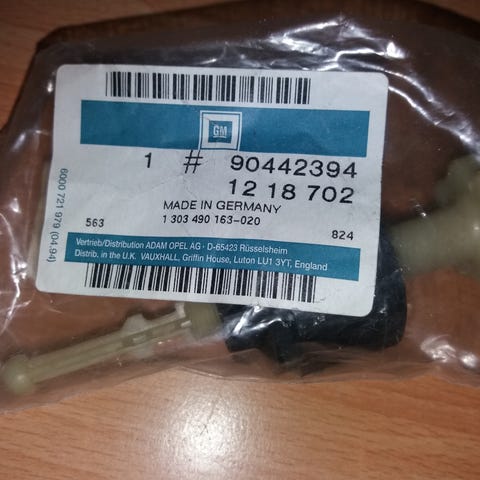 GM
1 # 90442394
12 18 702
MADE IN GERMANY
1 303 490 163-020
563 824
Vertrieb/Distribution ADAM OPEL AG · D-65423 Rüsselsheim
Distrib. in the U.K. VAUXHALL, Griffin House, Luton LU1 3YT, England
6000 721 979 (04.94)